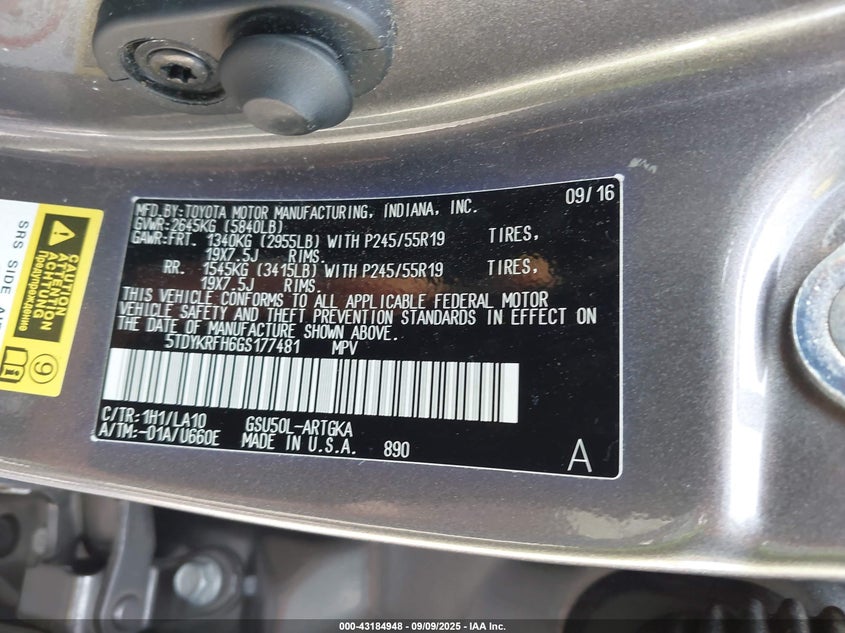 MFD.BY:TOYOTA MOTOR MANUFACTURING, INDIANA, INC. 09/16
GVWR:2645KG (5840LB)
GAWR:FRT. 1340KG (2955LB) WITH P245/55R19 TIRES,
19X7.5J RIMS.
RR. 1545KG (3415LB) WITH P245/55R19 TIRES,
19X7.5J RIMS.
THIS VEHICLE CONFORMS TO ALL APPLICABLE FEDERAL MOTOR
VEHICLE SAFETY AND THEFT PREVENTION STANDARDS IN EFFECT ON
THE DATE OF MANUFACTURE SHOWN ABOVE.
5TDYKRFH6GS177481 MPV
C/TR:1H1/LA10 GSU50L-ARTGKA
A/TM:-01A/U660E MADE IN U.S.A. 890 A
SRS SIDE
CAUTION
ATTENTION
ACHTUNG
Предупреждение
9
000-43184948 - 09/09/2025 - IAA Inc.